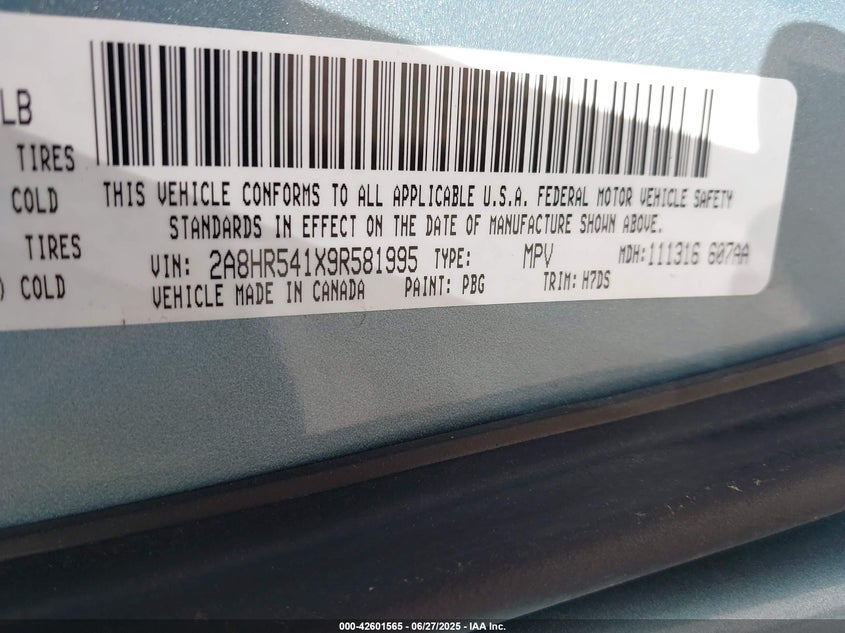 LB
TIRES
COLD
TIRES
) COLD
THIS VEHICLE CONFORMS TO ALL APPLICABLE U.S.A. FEDERAL MOTOR VEHICLE SAFETY
STANDARDS IN EFFECT ON THE DATE OF MANUFACTURE SHOWN ABOVE.
VIN: 2A8HR541X9R581995 TYPE: MPV MDH:111316 607AA
VEHICLE MADE IN CANADA PAINT: PBG TRIM: H7DS
000-42601565 | 06/27/2025 - IAA Inc.